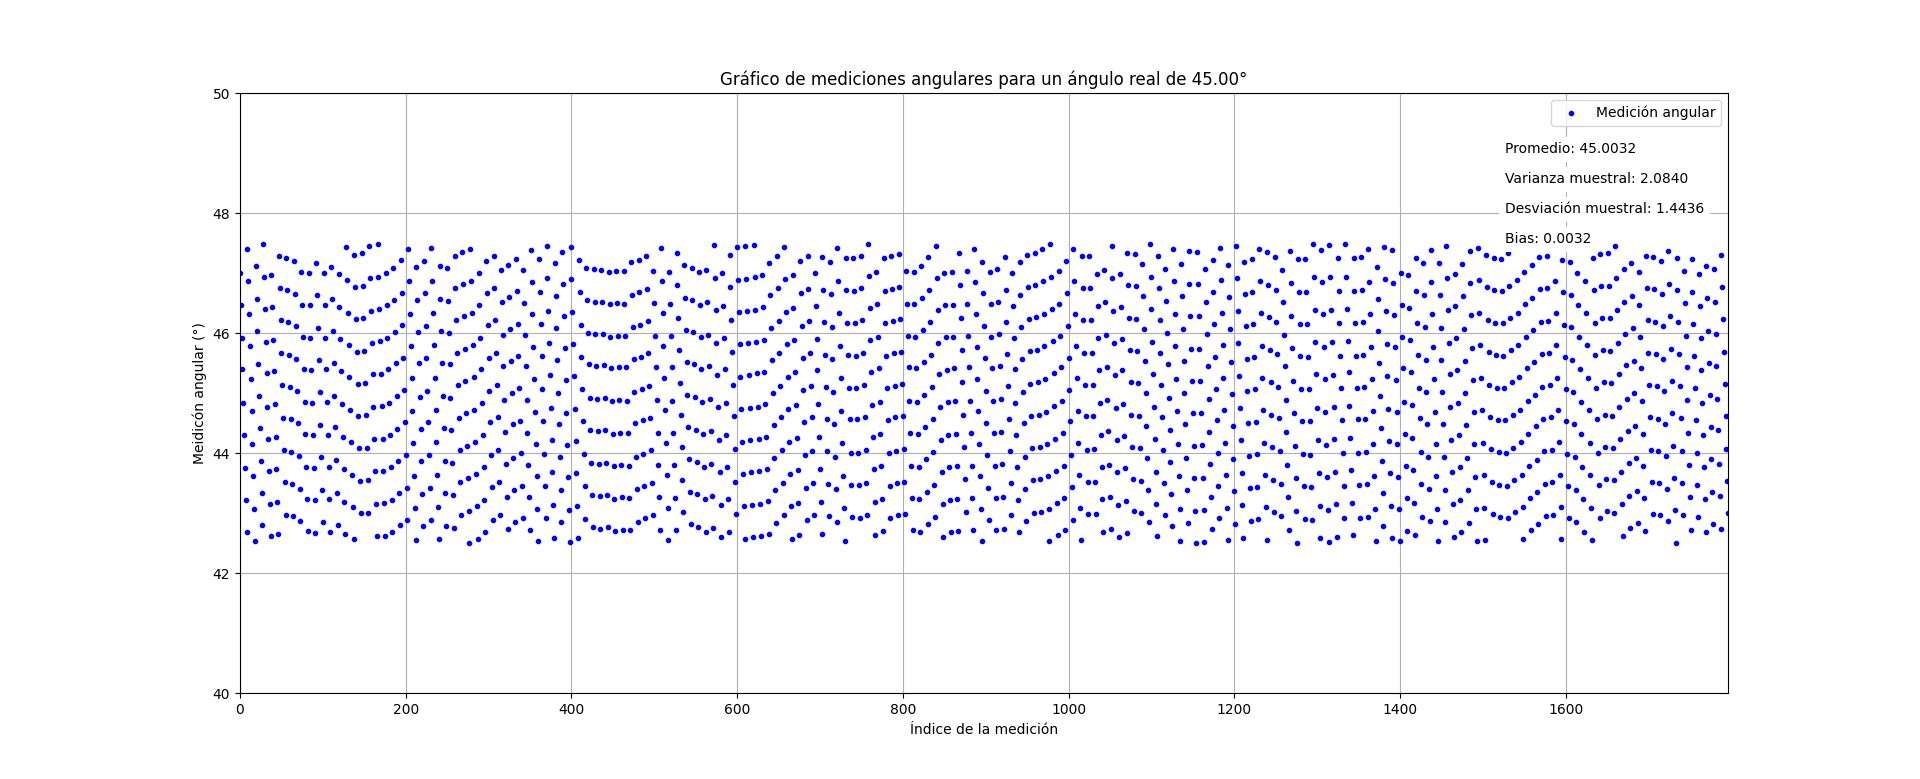 Gráfico de mediciones angulares para un ángulo real de 45.00°
50
48
46
44
42
40
Meidicón angular (°)
Medición angular
Promedio: 45.0032
Varianza muestral: 2.0840
Desviación muestral: 1.4436
Bias: 0.0032
0 200 400 600 800 1000 1200 1400 1600
Índice de la medición